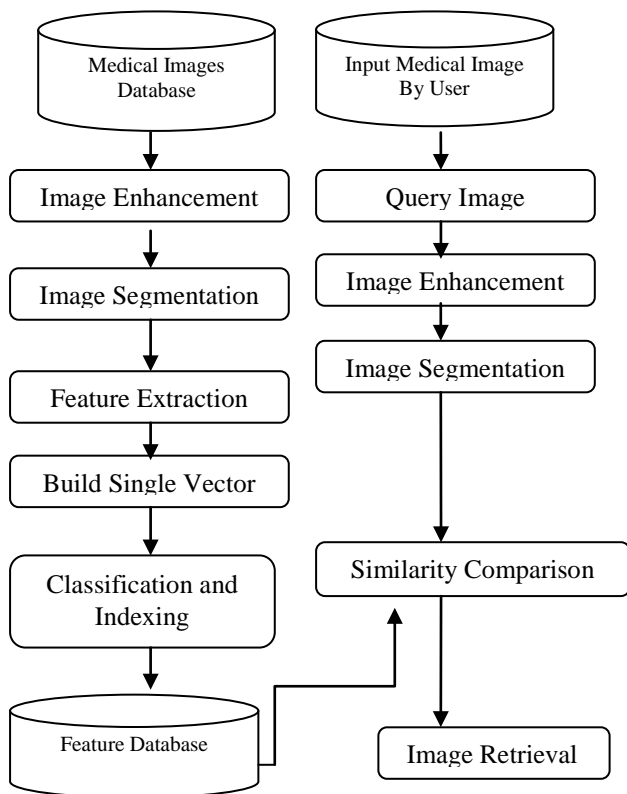 Medical Images
Database
Image Enhancement
Image Segmentation
Feature Extraction
Build Single Vector
Classification and
Indexing
Feature Database
Input Medical Image
By User
Query Image
Image Enhancement
Image Segmentation
Similarity Comparison
Image Retrieval